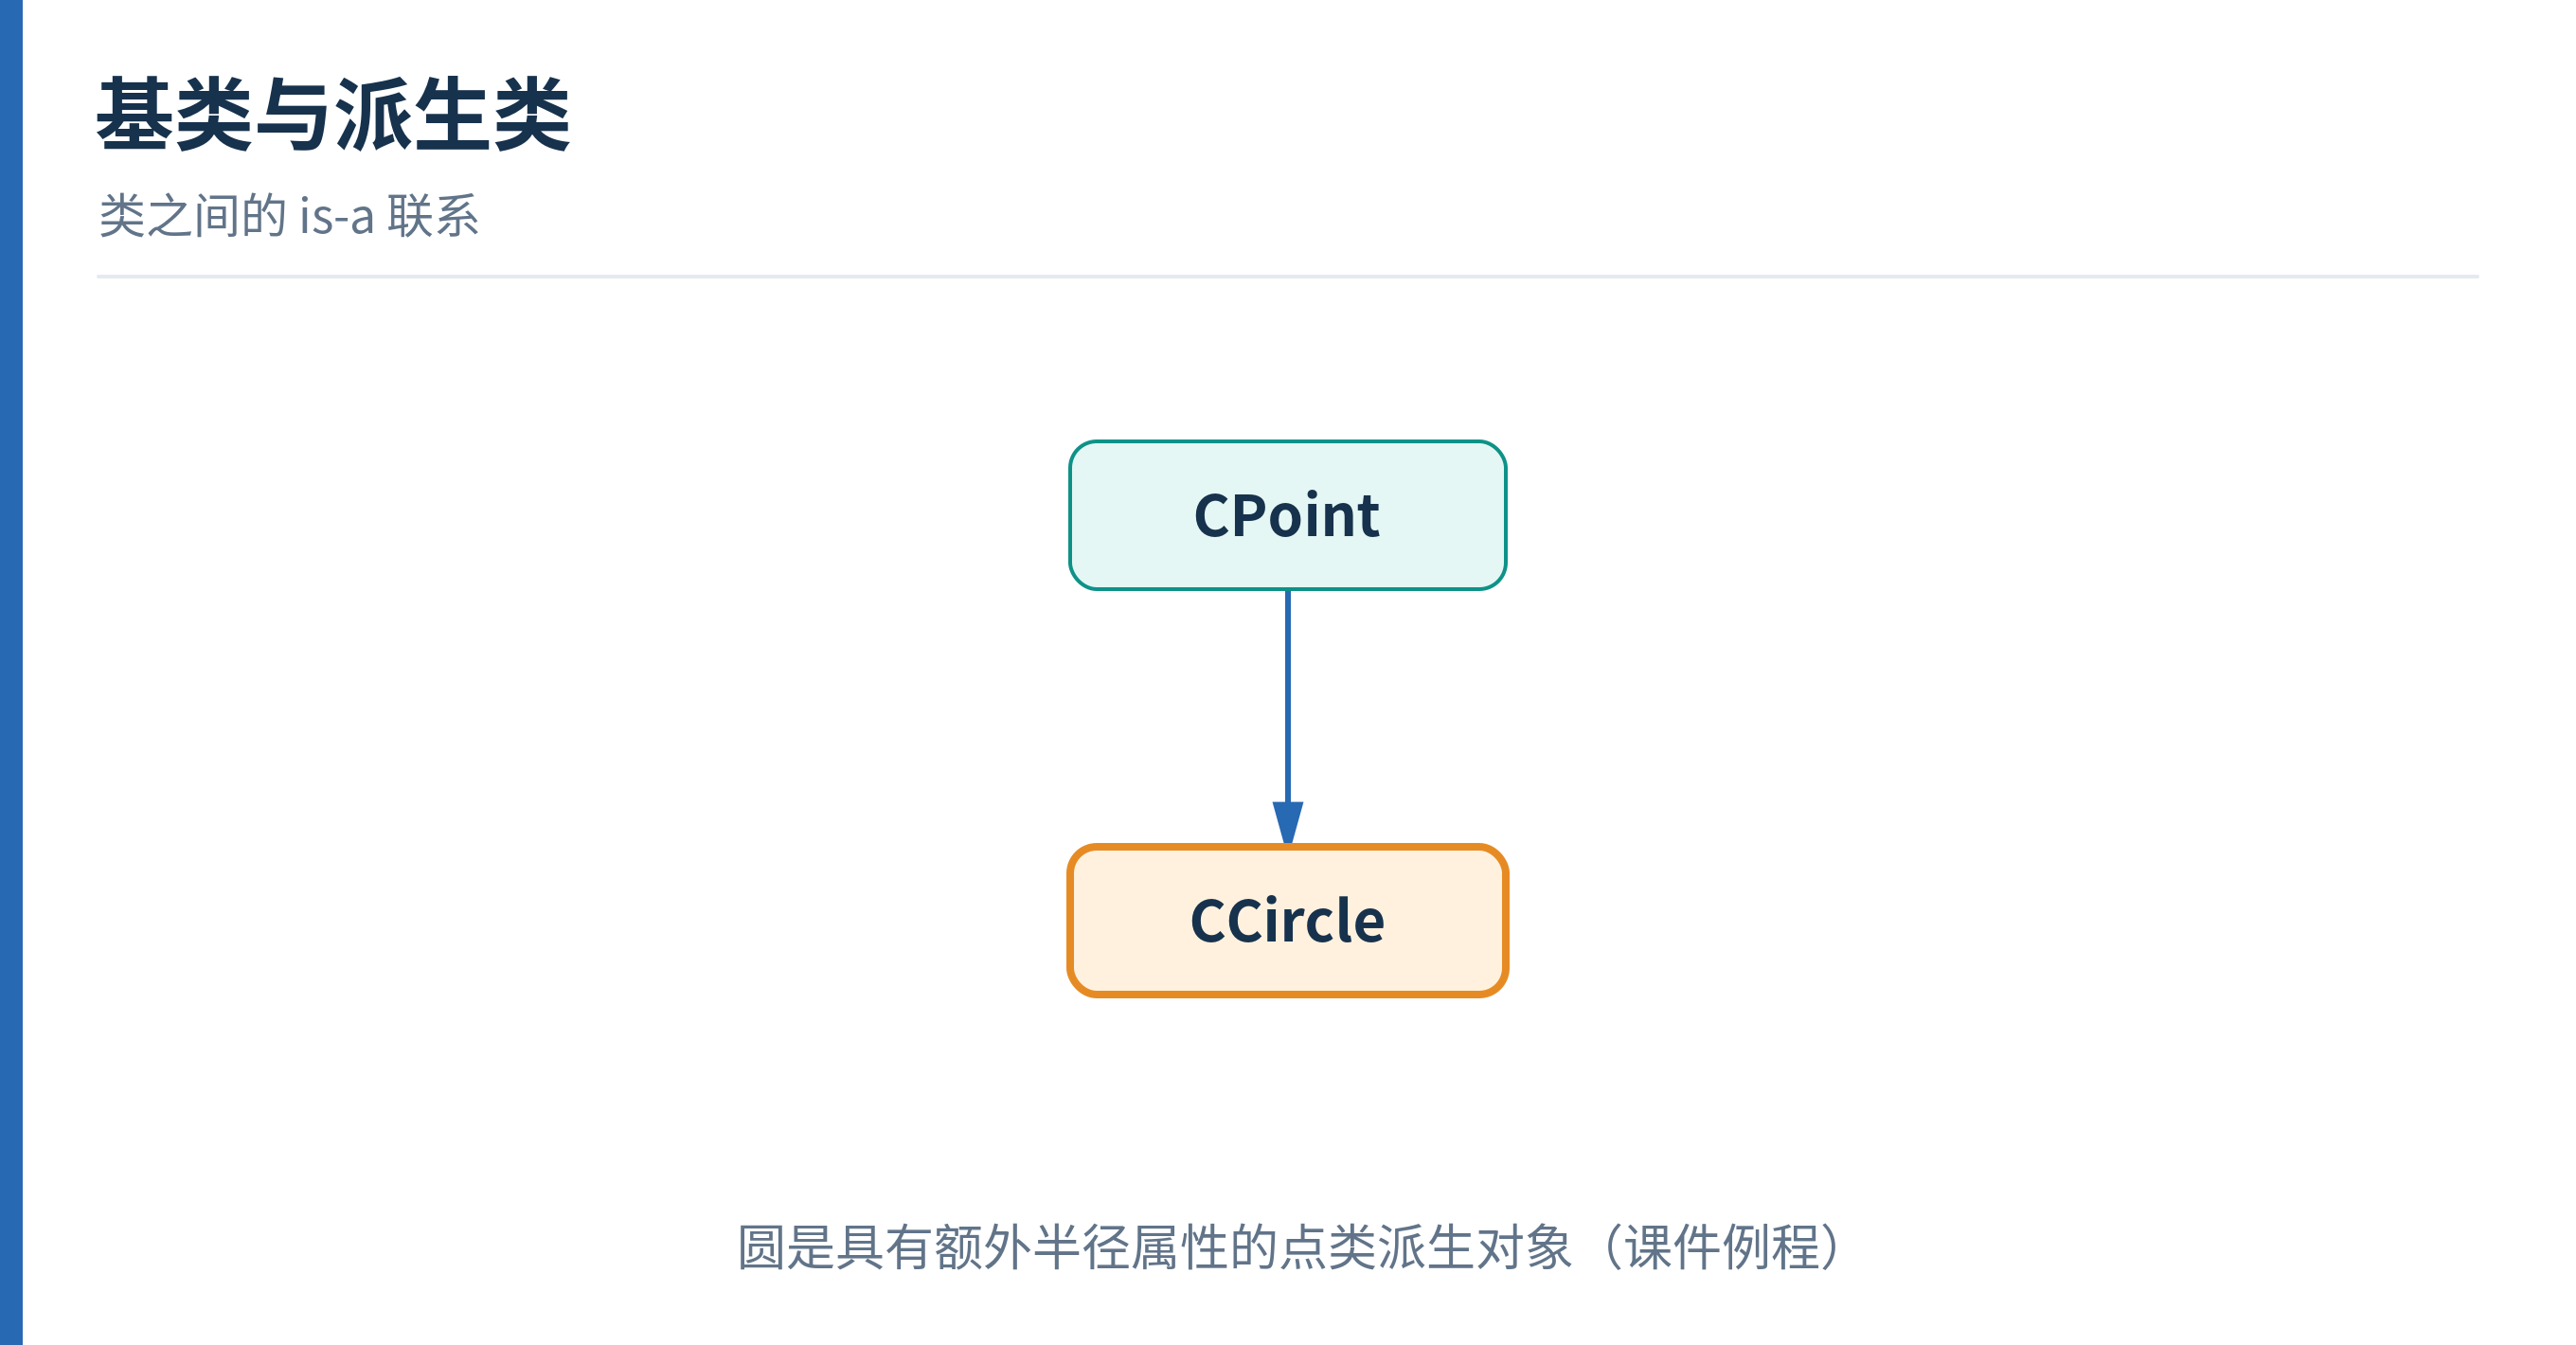 基类与派生类
类之间的 is-a 联系
CPoint
CCircle
圆是具有额外半径属性的点类派生对象（课件例程）